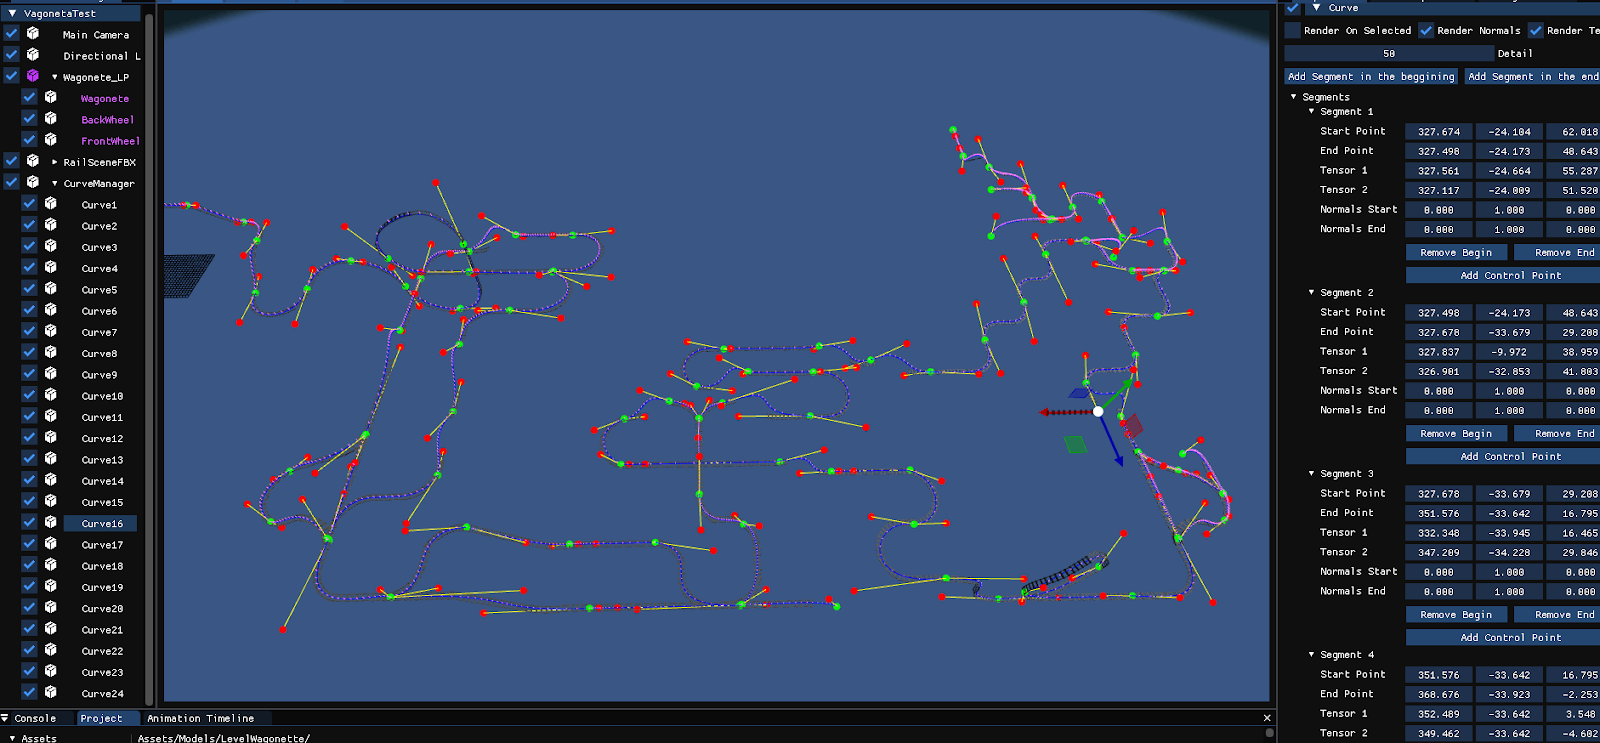 VagonetaTest
Main Camera
Directional L
Wagonete_LP
Wagonete
BackWheel
FrontWheel
RailSceneFBX
CurveManager
Curve1
Curve2
Curve3
Curve4
Curve5
Curve6
Curve7
Curve8
Curve9
Curve10
Curve11
Curve12
Curve13
Curve14
Curve15
Curve16
Curve17
Curve18
Curve19
Curve20
Curve21
Curve22
Curve23
Curve24
Console Project Animation Timeline
Assets Assets/Models/LevelWagonette/
Curve
Render On Selected Render Normals Render Te
50 Detail
Add Segment in the beggining Add Segment in the end
Segments
Segment 1
Start Point 327.674 -24.104 62.018
End Point 327.498 -24.173 48.643
Tensor 1 327.561 -24.664 55.287
Tensor 2 327.117 -24.009 51.520
Normals Start 0.000 1.000 0.000
Normals End 0.000 1.000 0.000
Remove Begin Remove End
Add Control Point
Segment 2
Start Point 327.498 -24.173 48.643
End Point 327.678 -33.679 29.208
Tensor 1 327.837 -9.972 38.959
Tensor 2 326.901 -32.853 41.803
Normals Start 0.000 1.000 0.000
Normals End 0.000 1.000 0.000
Remove Begin Remove End
Add Control Point
Segment 3
Start Point 327.678 -33.679 29.208
End Point 351.576 -33.642 16.795
Tensor 1 332.348 -33.945 16.465
Tensor 2 347.209 -34.228 29.846
Normals Start 0.000 1.000 0.000
Normals End 0.000 1.000 0.000
Remove Begin Remove End
Add Control Point
Segment 4
Start Point 351.576 -33.642 16.795
End Point 368.676 -33.923 -2.253
Tensor 1 352.489 -33.642 3.548
Tensor 2 349.462 -33.642 -4.602